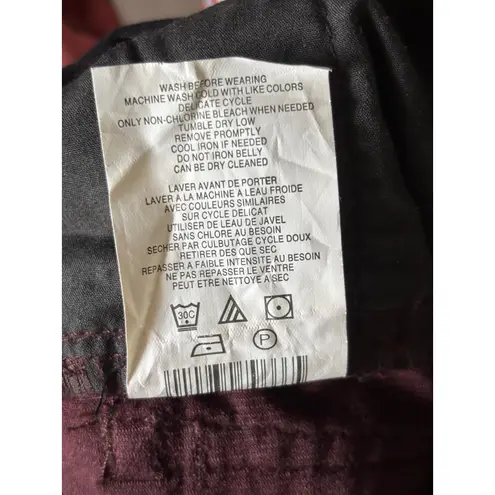 WASH BEFORE WEARING
MACHINE WASH COLD WITH LIKE COLORS
DELICATE CYCLE
ONLY NON-CHLORINE BLEACH WHEN NEEDED
TUMBLE DRY LOW
REMOVE PROMPTLY
COOL IRON IF NEEDED
DO NOT IRON BELLY
CAN BE DRY CLEANED
LAVER AVANT DE PORTER
LAVER A LA MACHINE A LEAU FROIDE
AVEC COULEURS SIMILAIRES
SUR CYCLE DELICAT
UTILISER DE LEAU DE JAVEL
SANS CHLORE AU BESOIN
SECHER PAR CULBUTAGE CYCLE DOUX
RETIRER DES QUE SEC
REPASSER A FAIBLE INTENSITE AU BESOIN
NE PAS REPASSER LE VENTRE
PEUT ETRE NETTOYE A SEC
30C
P